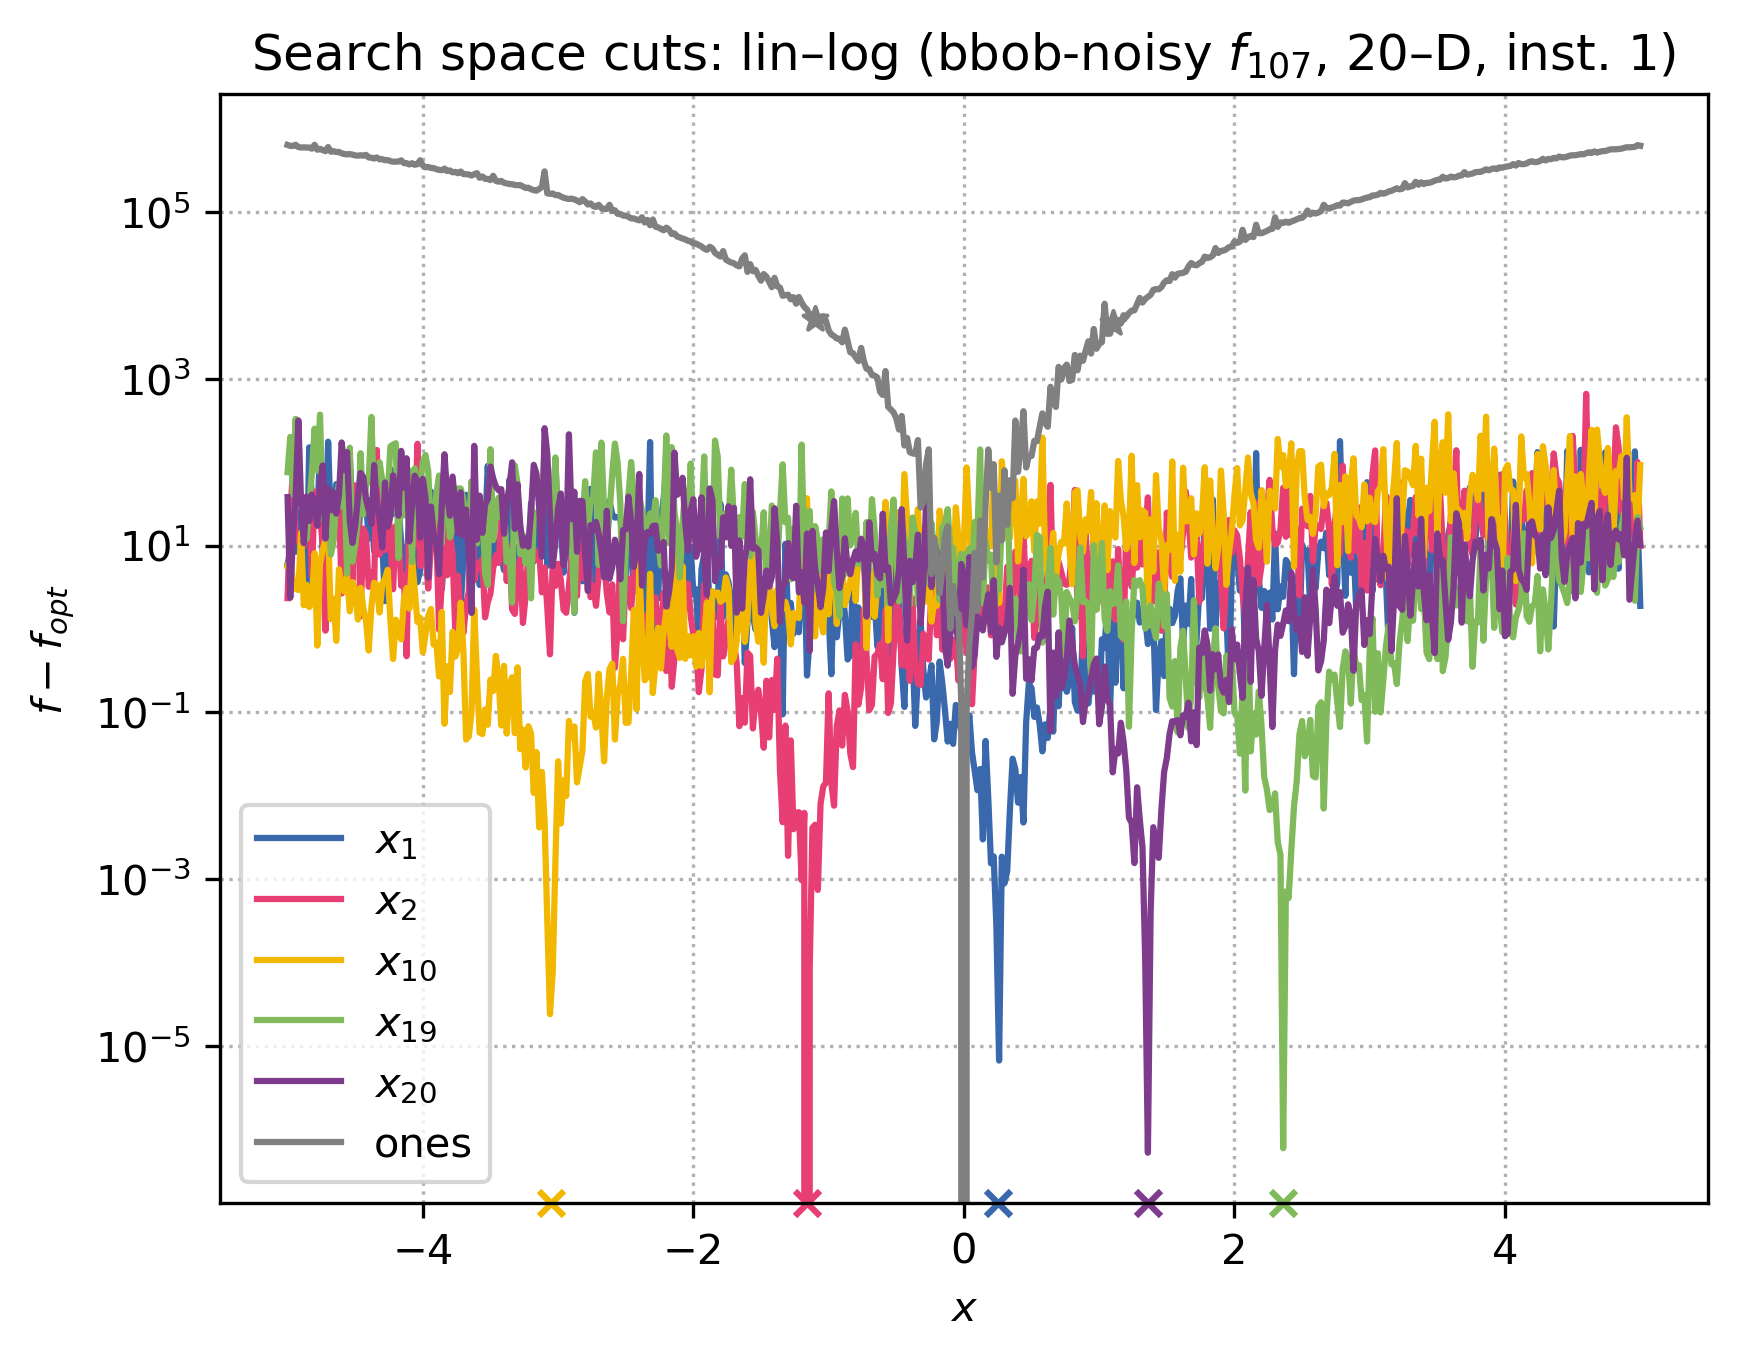 Search space cuts: lin–log (bbob-noisy f107, 20–D, inst. 1)
10^5
10^3
10^1
10^−1
10^−3
10^−5
f − fopt
x1
x2
x10
x19
x20
ones
−4
−2
0
2
4
x